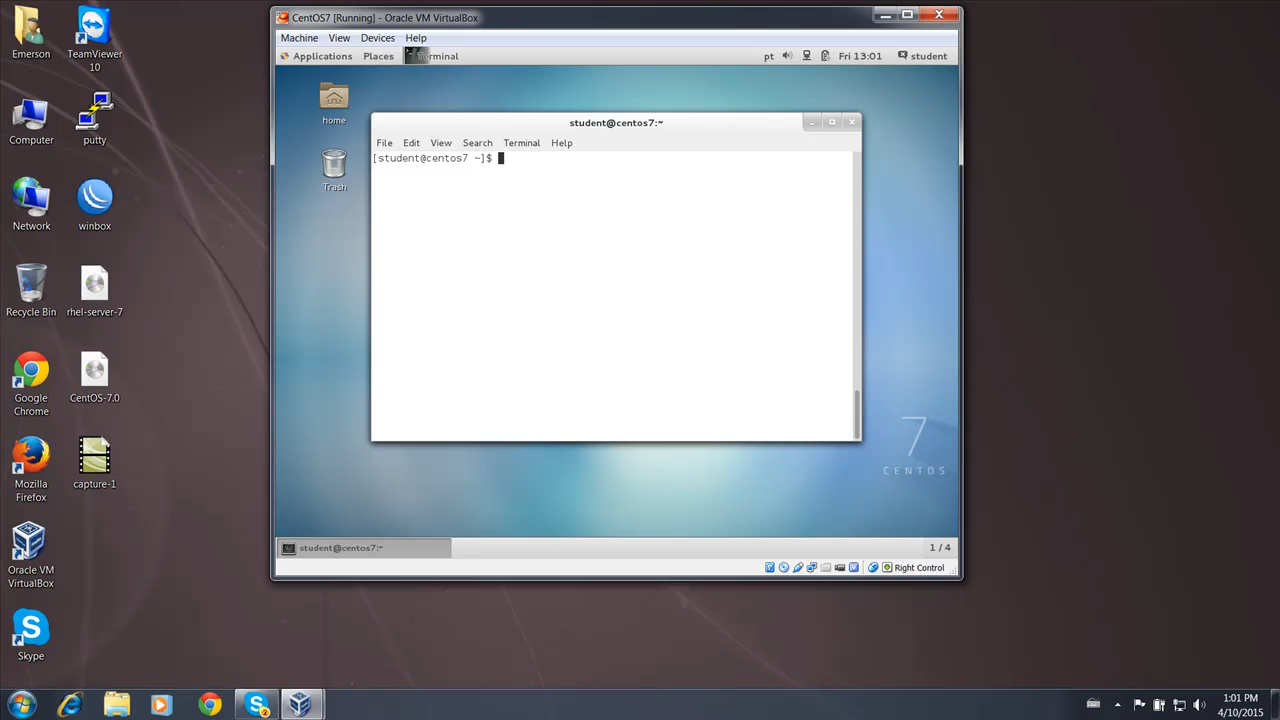 Emerson
TeamViewer
10
Computer
putty
Network
winbox
Recycle Bin
rhel-server-7
Google
Chrome
CentOS-7.0
Mozilla
Firefox
capture-1
Oracle VM
VirtualBox
Skype
CentOS7 [Running] - Oracle VM VirtualBox
Machine View Devices Help
Applications Places Terminal pt Fri 13:01 student
home
Trash
student@centos7:~
File Edit View Search Terminal Help
[student@centos7 ~]$
7
CENTOS
student@centos7:~ 1 / 4
Right Control
2
1:01 PM
4/10/2015